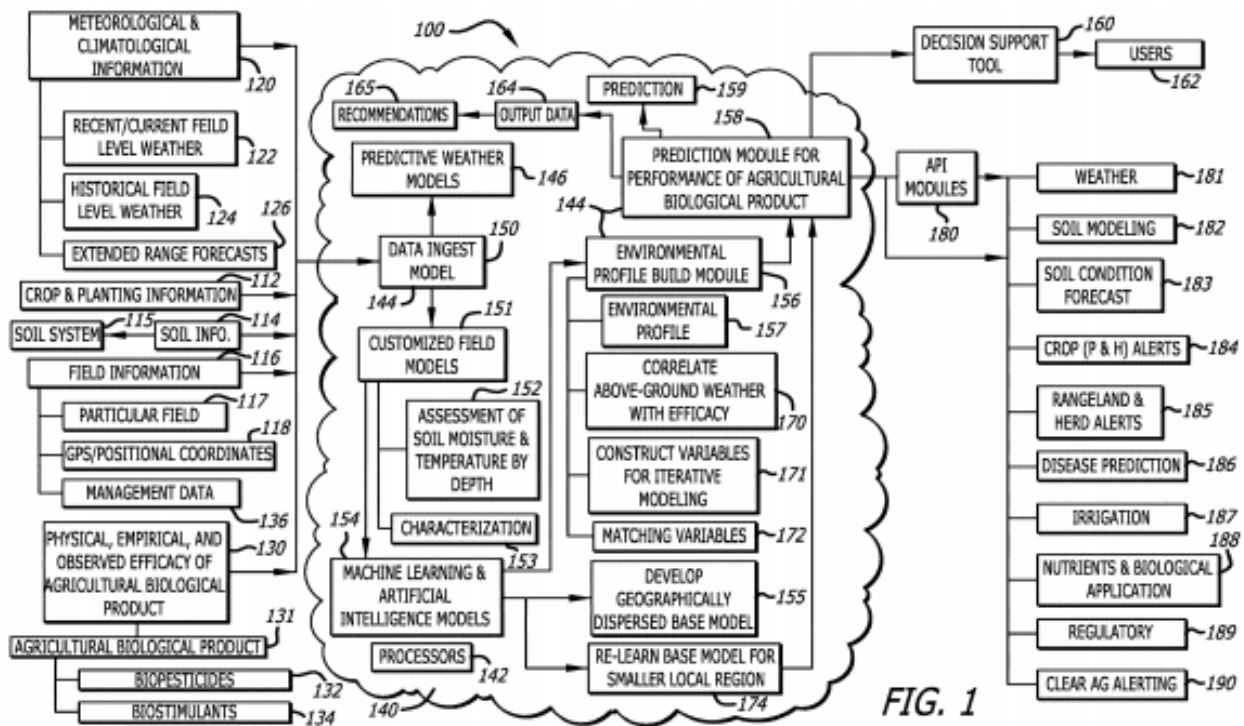 METEOROLOGICAL &
CLIMATOLOGICAL
INFORMATION
120
RECENT/CURRENT FEILD
LEVEL WEATHER
122
HISTORICAL FIELD
LEVEL WEATHER
124
126
EXTENDED RANGE FORECASTS
112
CROP & PLANTING INFORMATION
115
114
SOIL SYSTEM
SOIL INFO.
116
FIELD INFORMATION
117
PARTICULAR FIELD
118
GPS/POSITIONAL COORDINATES
MANAGEMENT DATA
136
PHYSICAL, EMPIRICAL, AND
OBSERVED EFFICACY OF
AGRICULTURAL BIOLOGICAL
PRODUCT
130
131
AGRICULTURAL BIOLOGICAL PRODUCT
BIOPESTICIDES
132
BIOSTIMULANTS
134
100
165
RECOMMENDATIONS
164
OUTPUT DATA
PREDICTION
159
158
PREDICTION MODULE FOR
PERFORMANCE OF AGRICULTURAL
BIOLOGICAL PRODUCT
PREDICTIVE WEATHER
MODELS
146
150
DATA INGEST
MODEL
144
151
CUSTOMIZED FIELD
MODELS
152
ASSESSMENT OF
SOIL MOISTURE &
TEMPERATURE BY
DEPTH
CHARACTERIZATION
153
154
MACHINE LEARNING &
ARTIFICIAL
INTELLIGENCE MODELS
PROCESSORS
142
140
144
ENVIRONMENTAL
PROFILE BUILD MODULE
156
ENVIRONMENTAL
PROFILE
157
CORRELATE
ABOVE-GROUND WEATHER
WITH EFFICACY
170
CONSTRUCT VARIABLES
FOR ITERATIVE
MODELING
171
MATCHING VARIABLES
172
DEVELOP
GEOGRAPHICALLY
DISPERSED BASE MODEL
155
RE-LEARN BASE MODEL FOR
SMALLER LOCAL REGION
174
160
DECISION SUPPORT
TOOL
USERS
162
API
MODULES
180
WEATHER
181
SOIL MODELING
182
SOIL CONDITION
FORECAST
183
CROP (P & H) ALERTS
184
RANGELAND
& HERD ALERTS
185
DISEASE PREDICTION
186
IRRIGATION
187
188
NUTRIENTS & BIOLOGICAL
APPLICATION
REGULATORY
189
CLEAR AG ALERTING
190
FIG. 1